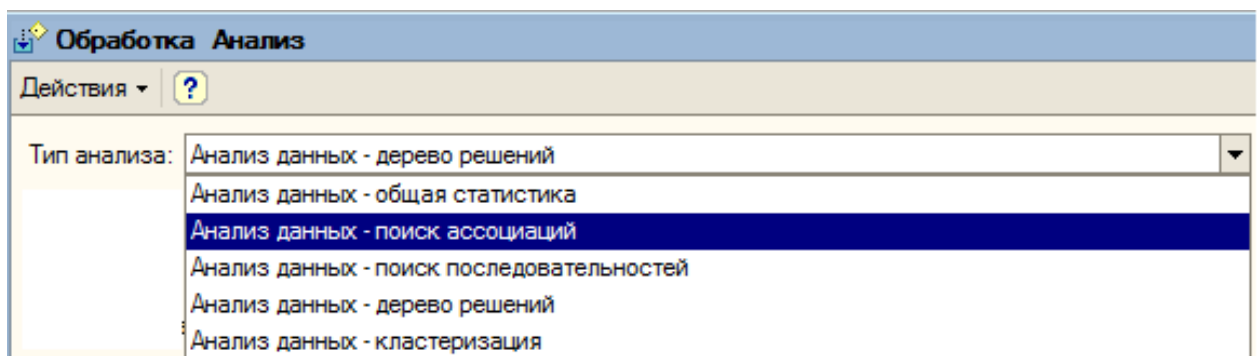 Обработка Анализ
Действия ?
Тип анализа: Анализ данных - дерево решений
Анализ данных - общая статистика
Анализ данных - поиск ассоциаций
Анализ данных - поиск последовательностей
Анализ данных - дерево решений
Анализ данных - кластеризация